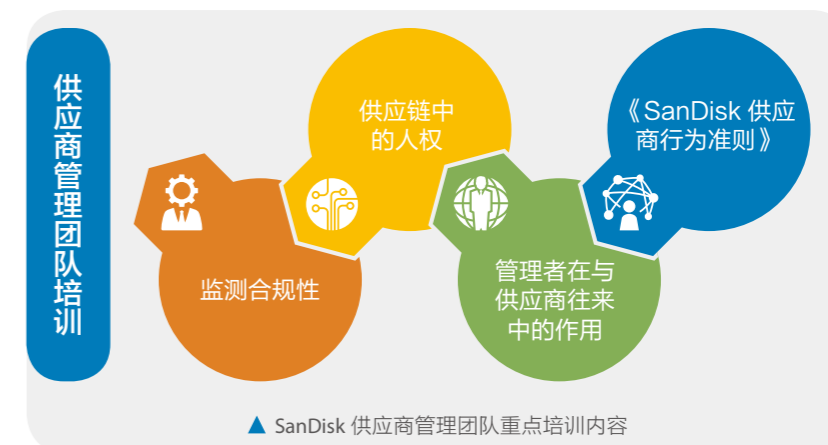 供应商管理团队培训
监测合规性
供应链中
的人权
管理者在与
供应商往来
中的作用
《SanDisk 供应
商行为准则》
▲ SanDisk 供应商管理团队重点培训内容